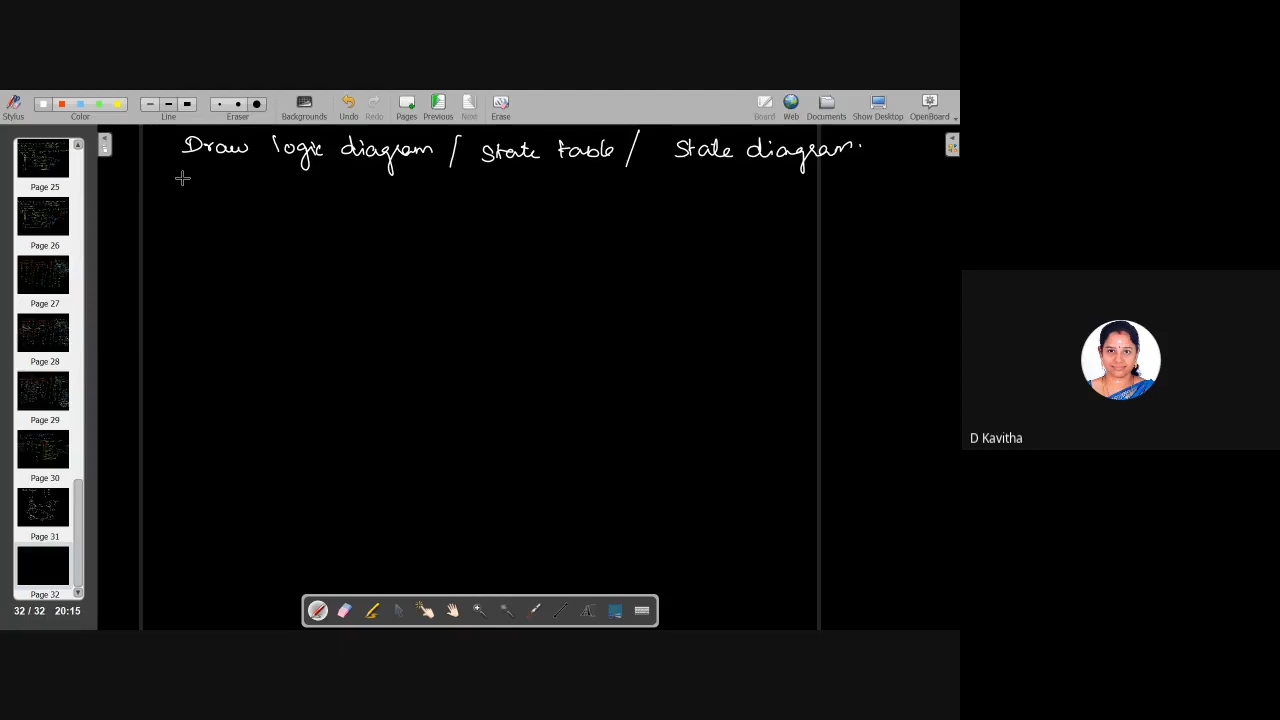 Stylus Color Line Eraser Backgrounds Undo Redo Pages Previous Next Erase Board Web Documents Show Desktop OpenBoard
Draw logic diagram / State table / State diagram.
Page 25
Page 26
Page 27
Page 28
Page 29
Page 30
Page 31
Page 32
32 / 32 20:15
D Kavitha